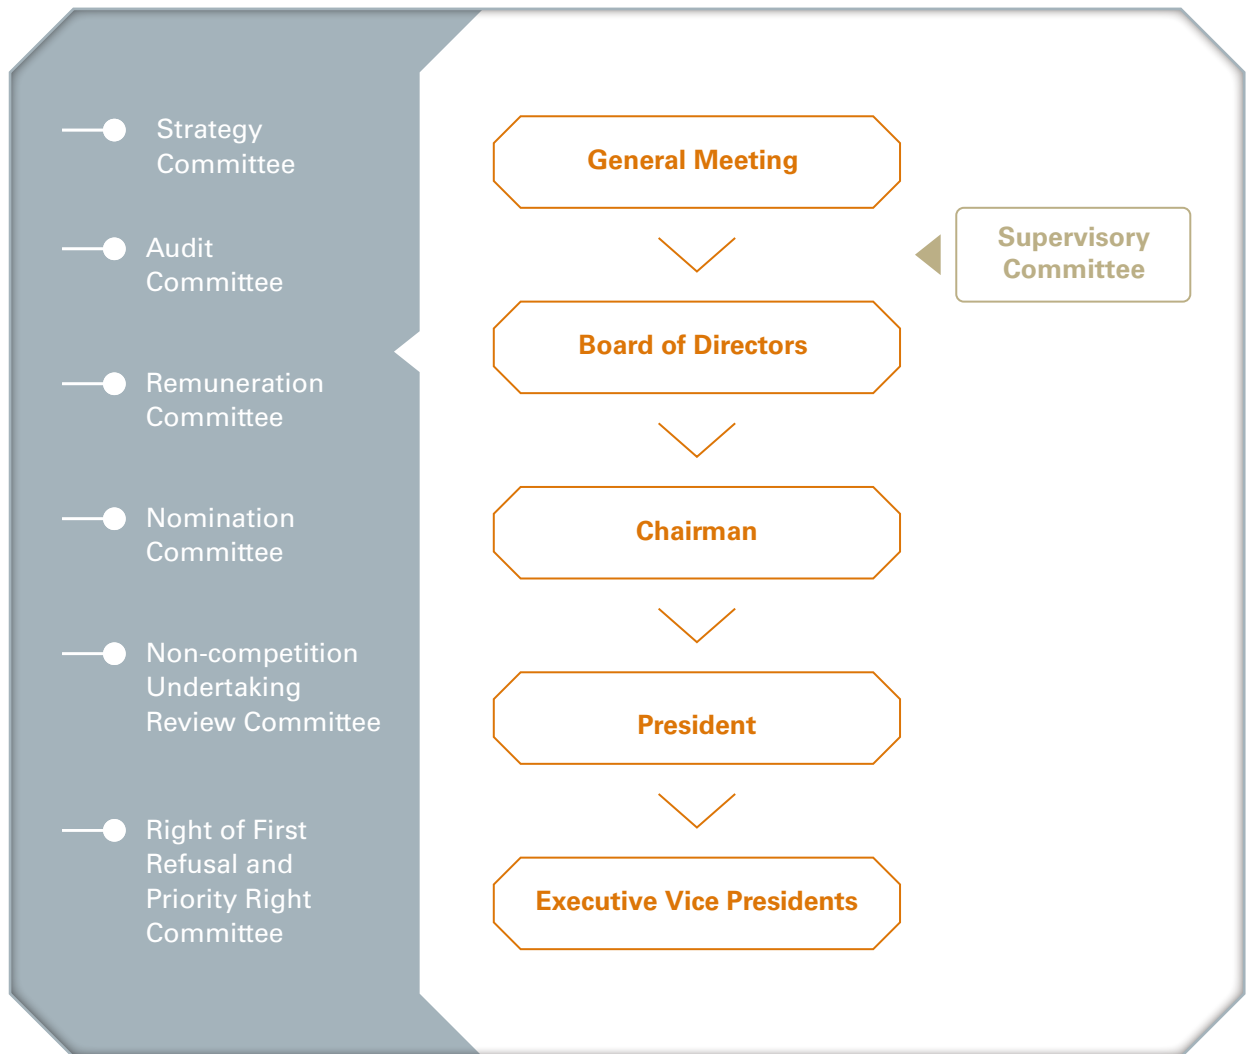 Strategy
Committee
Audit
Committee
Remuneration
Committee
Nomination
Committee
Non-competition
Undertaking
Review Committee
Right of First
Refusal and
Priority Right
Committee
General Meeting
Supervisory
Committee
Board of Directors
Chairman
President
Executive Vice Presidents